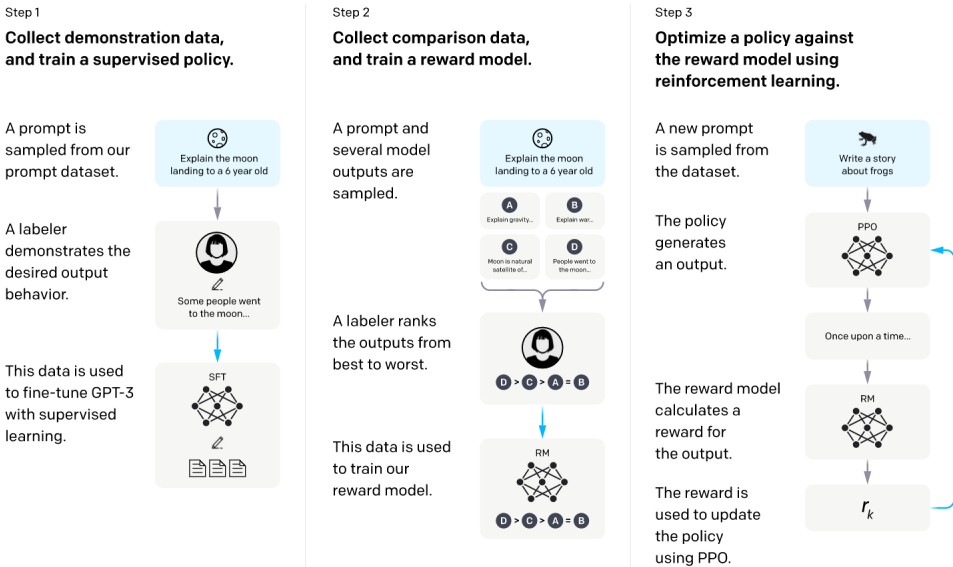 Step 1
Collect demonstration data,
and train a supervised policy.
A prompt is
sampled from our
prompt dataset.
Explain the moon
landing to a 6 year old
A labeler
demonstrates the
desired output
behavior.
Some people went
to the moon...
This data is used
to fine-tune GPT-3
with supervised
learning.
SFT
Step 2
Collect comparison data,
and train a reward model.
A prompt and
several model
outputs are
sampled.
Explain the moon
landing to a 6 year old
A
Explain gravity...
B
Explain war...
C
Moon is natural
satellite of...
D
People went to
the moon...
A labeler ranks
the outputs from
best to worst.
D > C > A = B
This data is used
to train our
reward model.
RM
D > C > A = B
Step 3
Optimize a policy against
the reward model using
reinforcement learning.
A new prompt
is sampled from
the dataset.
Write a story
about frogs
The policy
generates
an output.
PPO
Once upon a time...
The reward model
calculates a
reward for
the output.
RM
The reward is
used to update
the policy
using PPO.
r_k